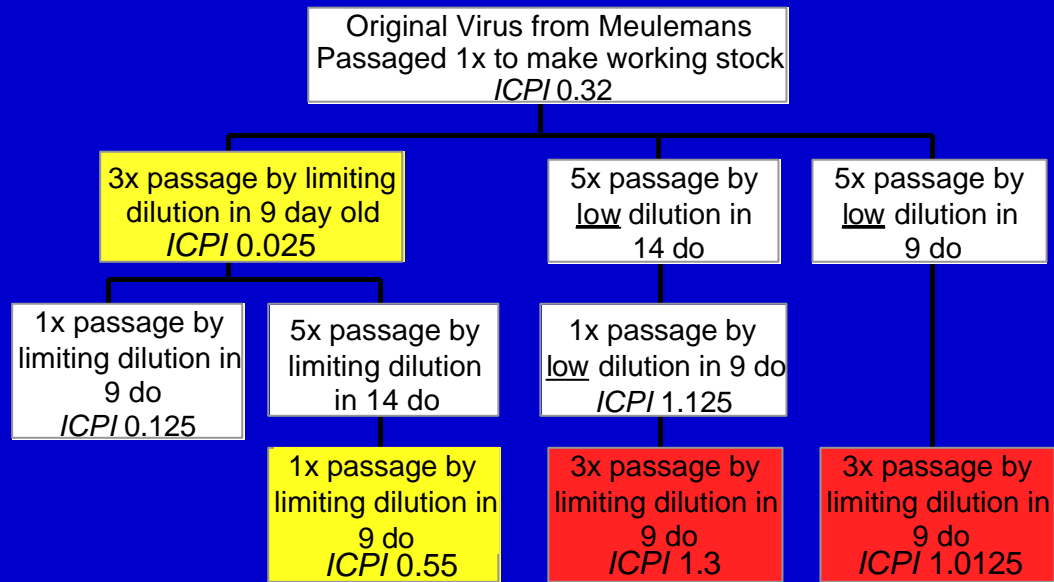 Original Virus from Meulemans
Passaged 1x to make working stock
ICPI 0.32
3x passage by limiting
dilution in 9 day old
ICPI 0.025
5x passage by
low dilution in
14 do
5x passage by
low dilution in
9 do
1x passage by
limiting dilution in
9 do
ICPI 0.125
5x passage by
limiting dilution
in 14 do
1x passage by
low dilution in 9 do
ICPI 1.125
1x passage by
limiting dilution in
9 do
ICPI 0.55
3x passage by
limiting dilution in
9 do
ICPI 1.3
3x passage by
limiting dilution in
9 do
ICPI 1.0125